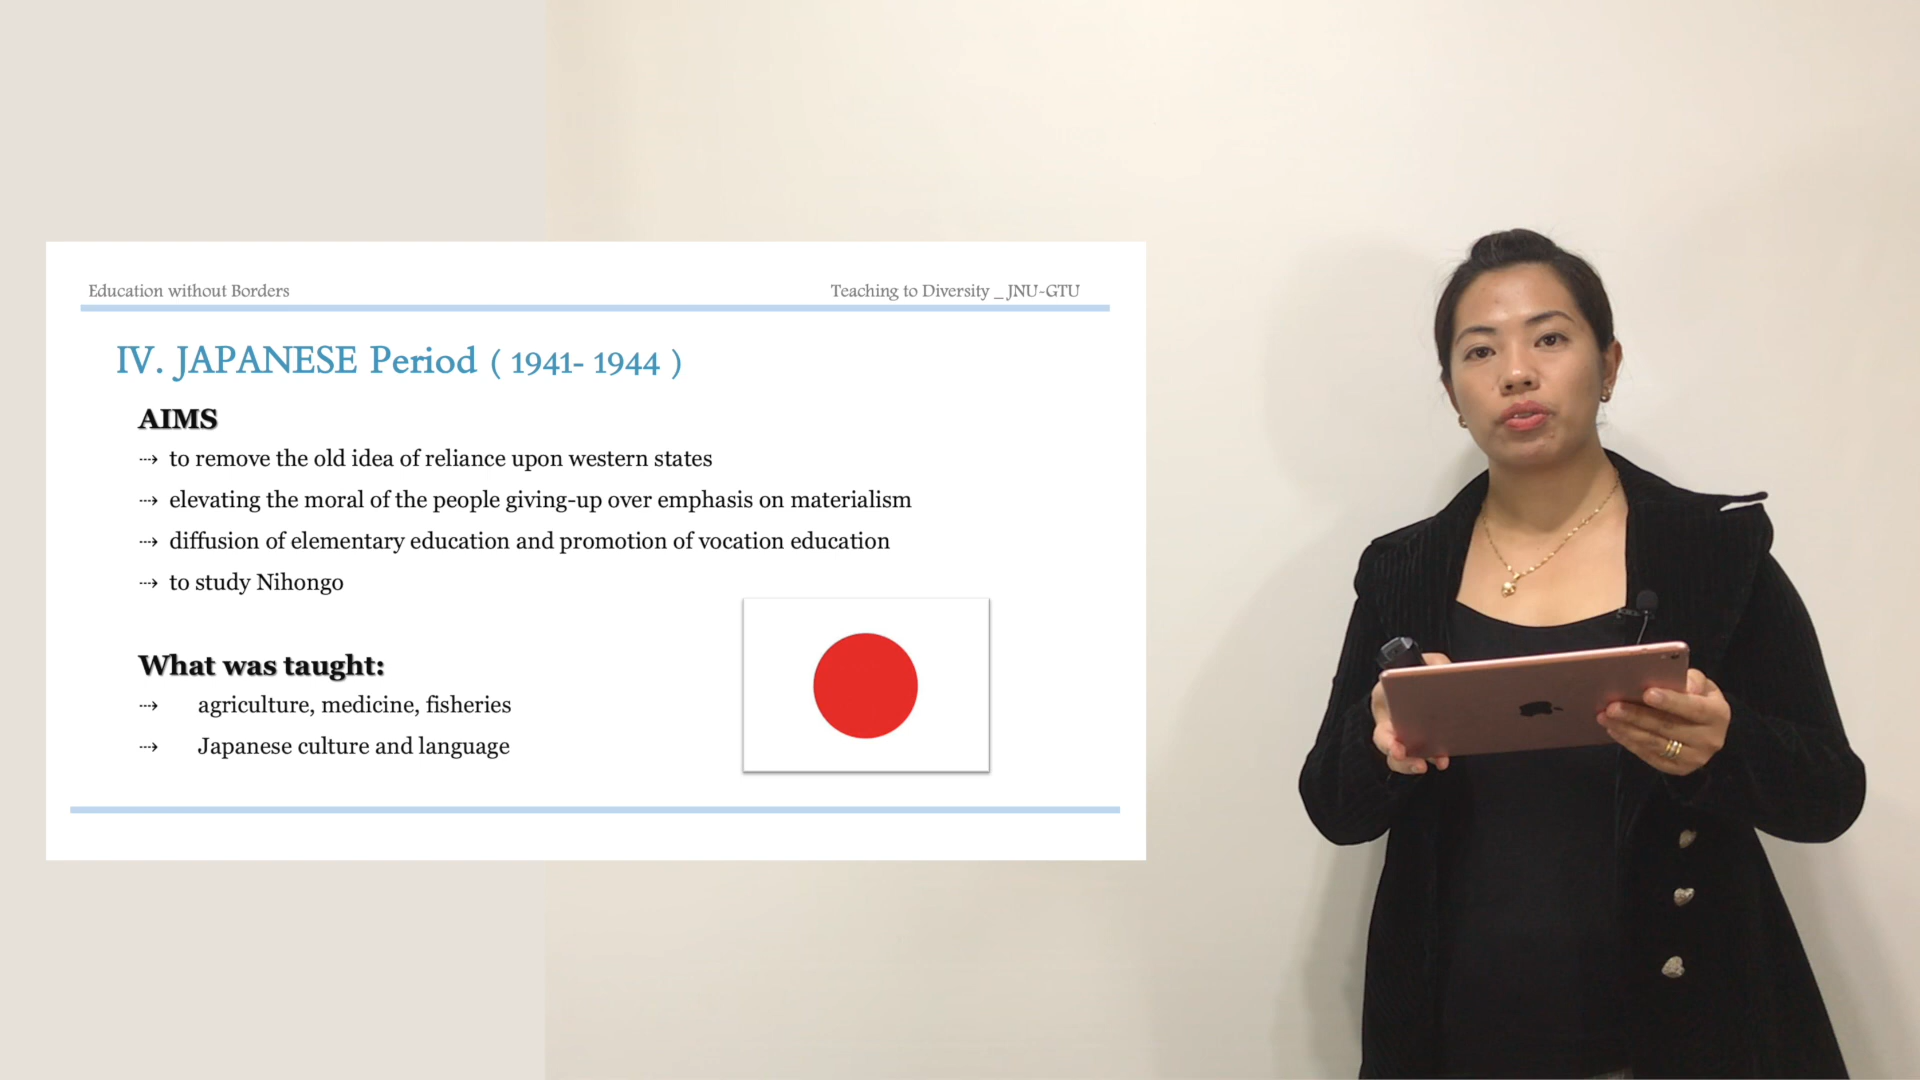 Education without Borders
Teaching to Diversity _ JNU-GTU
IV. JAPANESE Period ( 1941- 1944 )
AIMS
⤏ to remove the old idea of reliance upon western states
⤏ elevating the moral of the people giving-up over emphasis on materialism
⤏ diffusion of elementary education and promotion of vocation education
⤏ to study Nihongo
What was taught:
⤏ agriculture, medicine, fisheries
⤏ Japanese culture and language